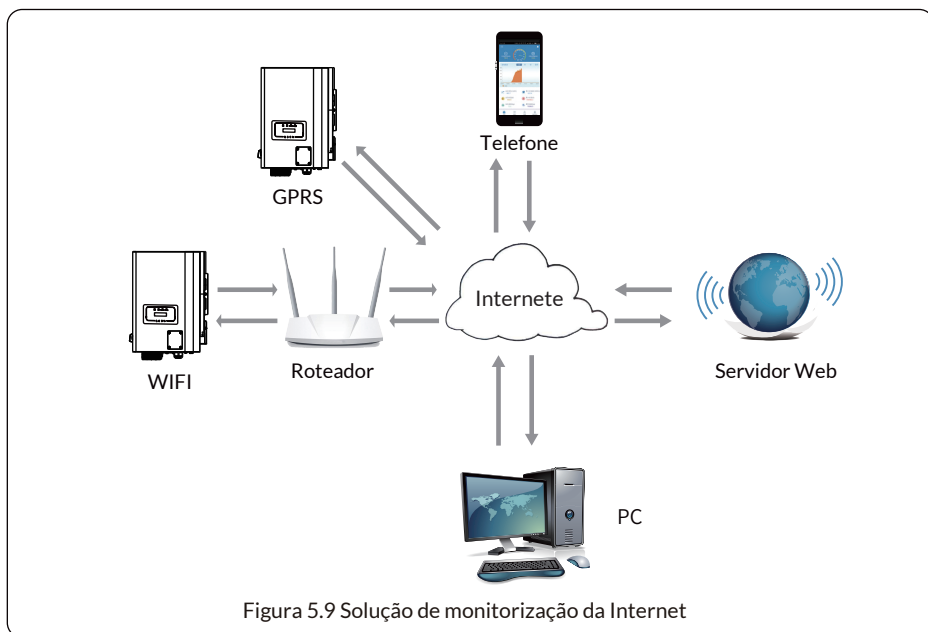 Telefone
GPRS
Internete
WIFI
Roteador
Servidor Web
PC
Figura 5.9 Solução de monitorização da Internet